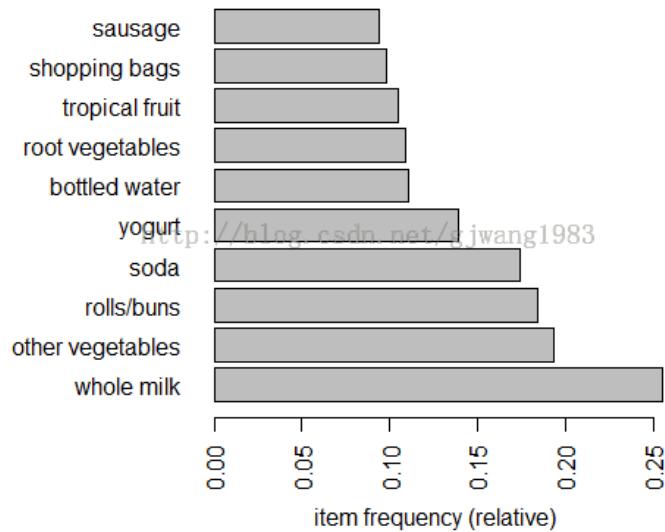 sausage
shopping bags
tropical fruit
root vegetables
bottled water
yogurt
http://blog.csdn.net/gjwang1983
soda
rolls/buns
other vegetables
whole milk
0.00 0.05 0.10 0.15 0.20 0.25
item frequency (relative)